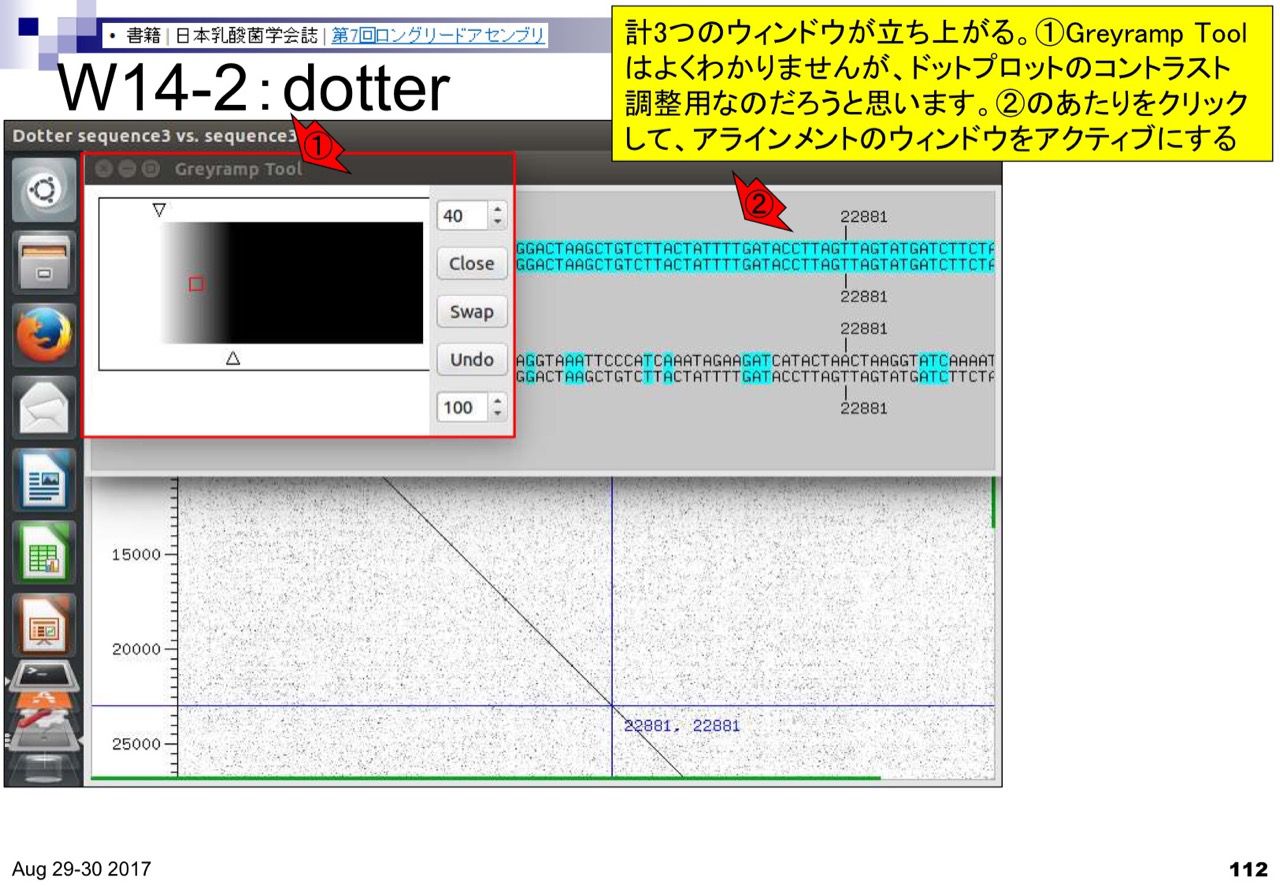 • 書籍 | 日本乳酸菌学会誌 | 第7回ロングリードアセンブリ
W14-2:dotter
計3つのウィンドウが立ち上がる。①Greyramp Tool
はよくわかりませんが、ドットプロットのコントラスト
調整用なのだろうと思います。②のあたりをクリック
して、アラインメントのウィンドウをアクティブにする
Dotter sequence3 vs. sequence3
①
Greyramp Tool
②
40
Close
Swap
Undo
100
22881
GGACTAAGCTGTCTTACTATTTTGATACCTTAGTTAGTATGATCTTCTA
GGACTAAGCTGTCTTACTATTTTGATACCTTAGTTAGTATGATCTTCTA
22881
22881
AGGTAAATTCCCATCAAATAGAAGATCATACTAACTAAGGTATCAAAAT
GGACTAAGCTGTCTTACTATTTTGATACCTTAGTTAGTATGATCTTCTA
22881
15000
20000
22881, 22881
25000
Aug 29-30 2017
112